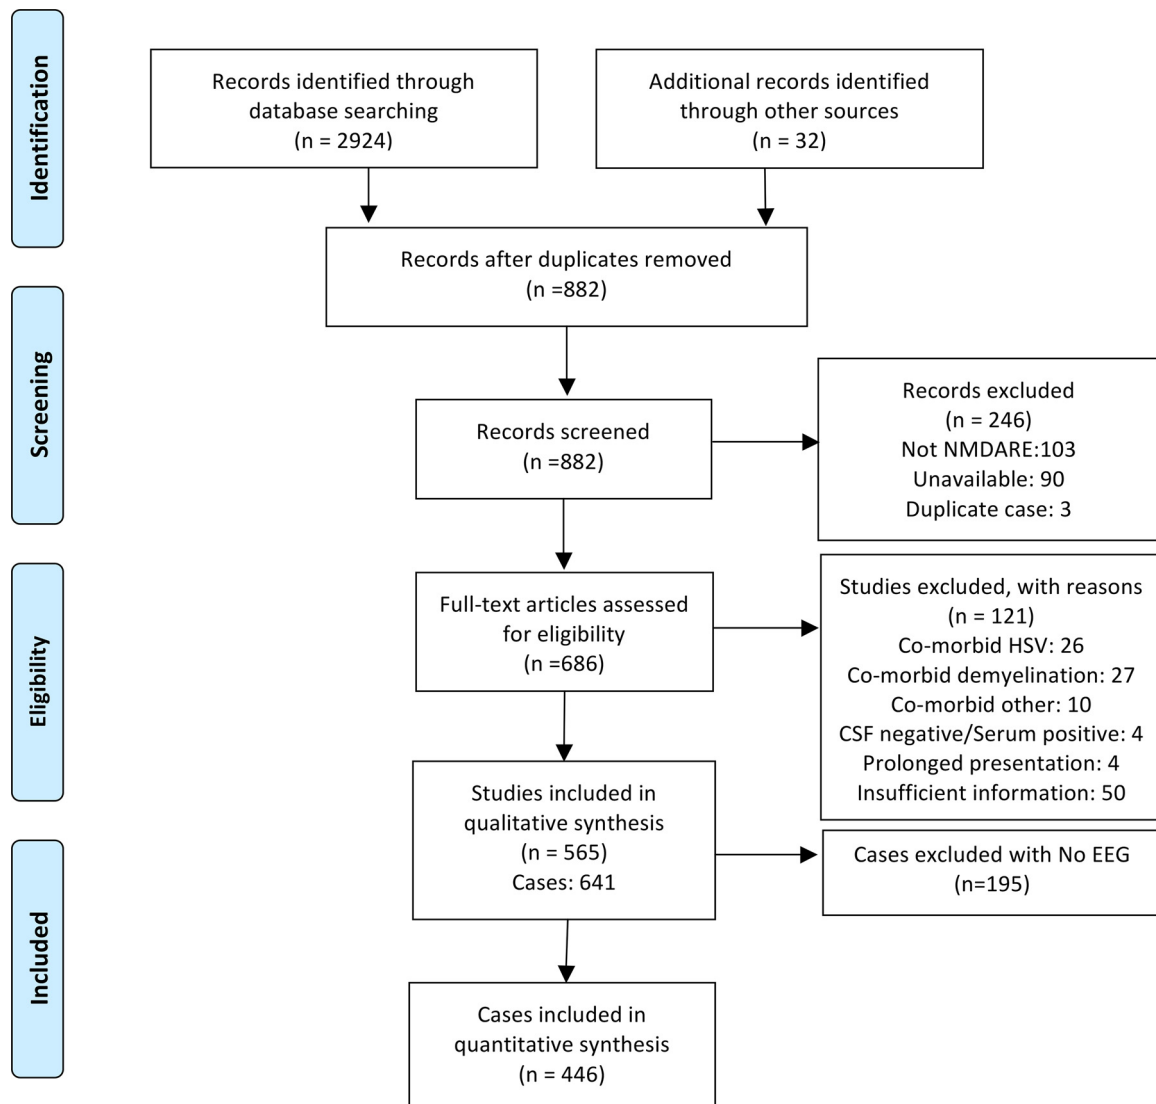 Identification
Records identified through
database searching
(n = 2924)
Additional records identified
through other sources
(n = 32)
Records after duplicates removed
(n =882)
Screening
Records screened
(n =882)
Records excluded
(n = 246)
Not NMDARE:103
Unavailable: 90
Duplicate case: 3
Eligibility
Full-text articles assessed
for eligibility
(n =686)
Studies excluded, with reasons
(n = 121)
Co-morbid HSV: 26
Co-morbid demyelination: 27
Co-morbid other: 10
CSF negative/Serum positive: 4
Prolonged presentation: 4
Insufficient information: 50
Included
Studies included in
qualitative synthesis
(n = 565)
Cases: 641
Cases excluded with No EEG
(n=195)
Cases included in
quantitative synthesis
(n = 446)